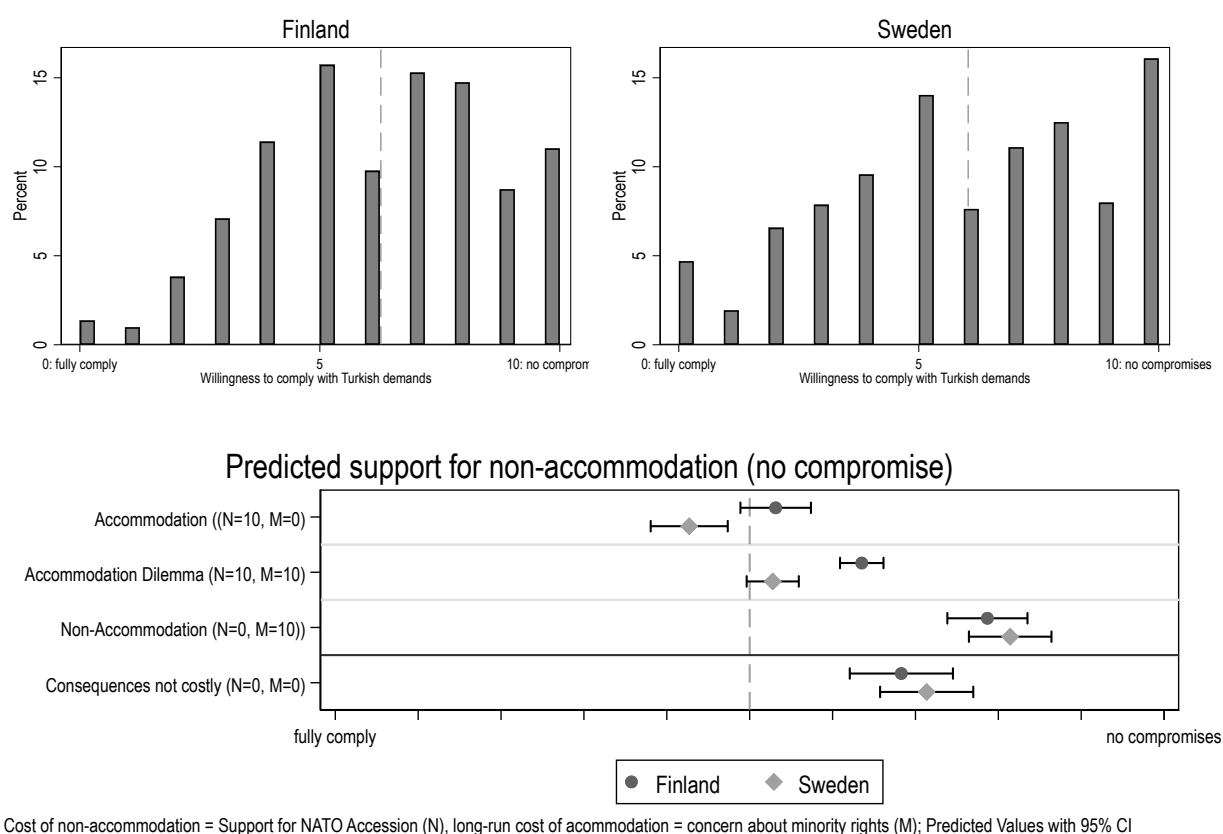 Finland
Percent
0
5
10
15
0: fully comply
5
10: no comprom
Willingness to comply with Turkish demands
Sweden
Percent
0
5
10
15
0: fully comply
5
10: no compromises
Willingness to comply with Turkish demands
Predicted support for non-accommodation (no compromise)
Accommodation ((N=10, M=0)
Accommodation Dilemma (N=10, M=10)
Non-Accommodation (N=0, M=10))
Consequences not costly (N=0, M=0)
fully comply
no compromises
Finland
Sweden
Cost of non-accommodation = Support for NATO Accession (N), long-run cost of acommodation = concern about minority rights (M); Predicted Values with 95% CI